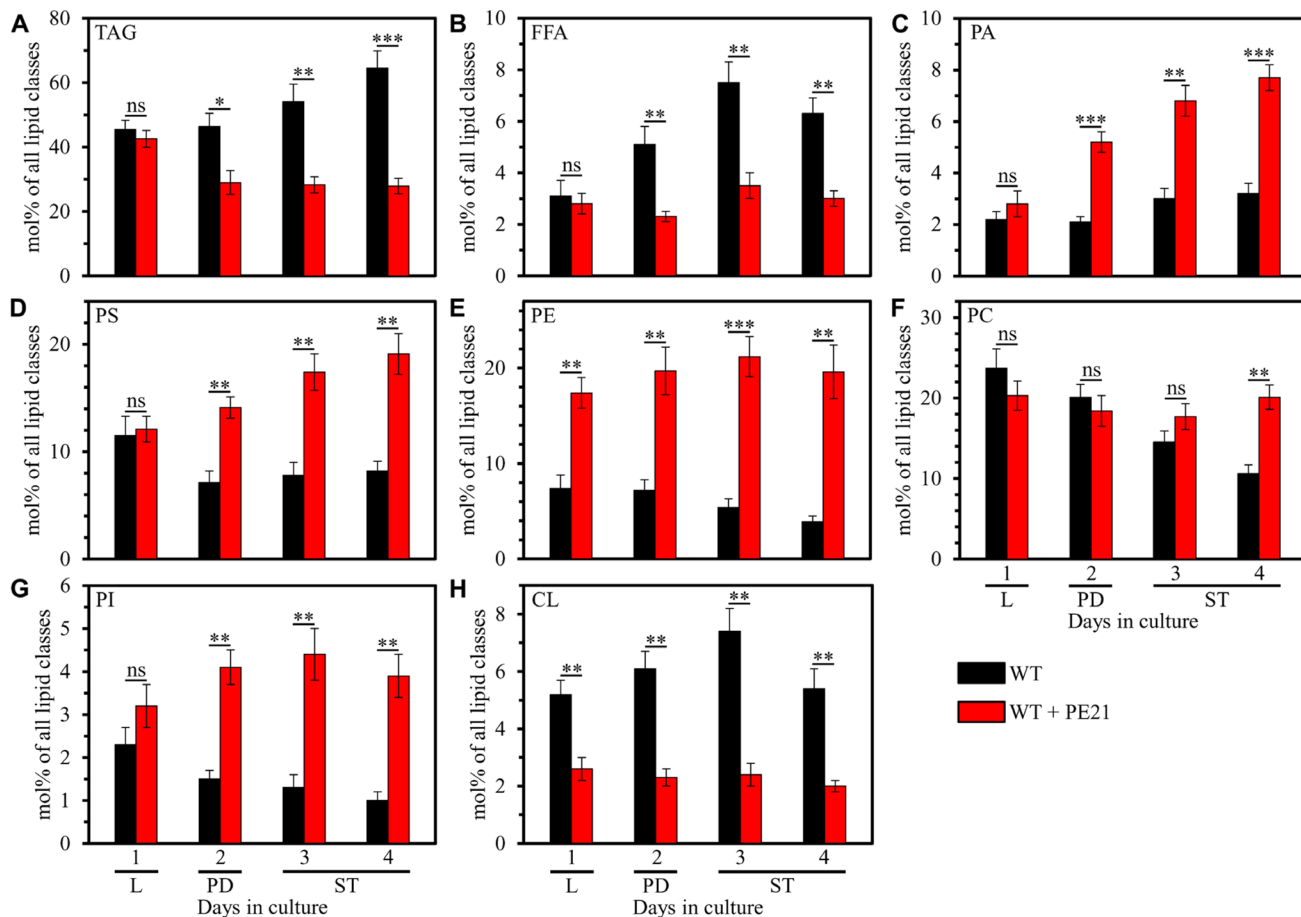 A
TAG
mol% of all lipid classes
80
60
40
20
0
ns
*
**
***
B
FFA
mol% of all lipid classes
10
8
6
4
2
0
ns
**
**
**
C
PA
mol% of all lipid classes
10
8
6
4
2
0
ns
***
**
***
D
PS
mol% of all lipid classes
20
10
0
ns
**
**
**
E
PE
mol% of all lipid classes
20
10
0
**
**
***
**
F
PC
mol% of all lipid classes
30
20
10
0
ns
ns
ns
**
1 2 3 4
L PD ST
Days in culture
G
PI
mol% of all lipid classes
6
5
4
3
2
1
0
ns
**
**
**
1 2 3 4
L PD ST
Days in culture
H
CL
mol% of all lipid classes
8
6
4
2
0
**
**
**
**
1 2 3 4
L PD ST
Days in culture
WT
WT + PE21